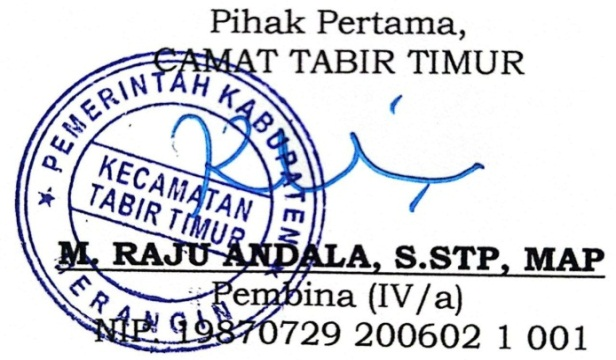 Pihak Pertama,
CAMAT TABIR TIMUR
★ PEMERINTAH KABUPATEN ★
MERANGIN
KECAMATAN
TABIR TIMUR
M. RAJU ANDALA, S.STP, MAP
Pembina (IV/a)
NIP. 19870729 200602 1 001